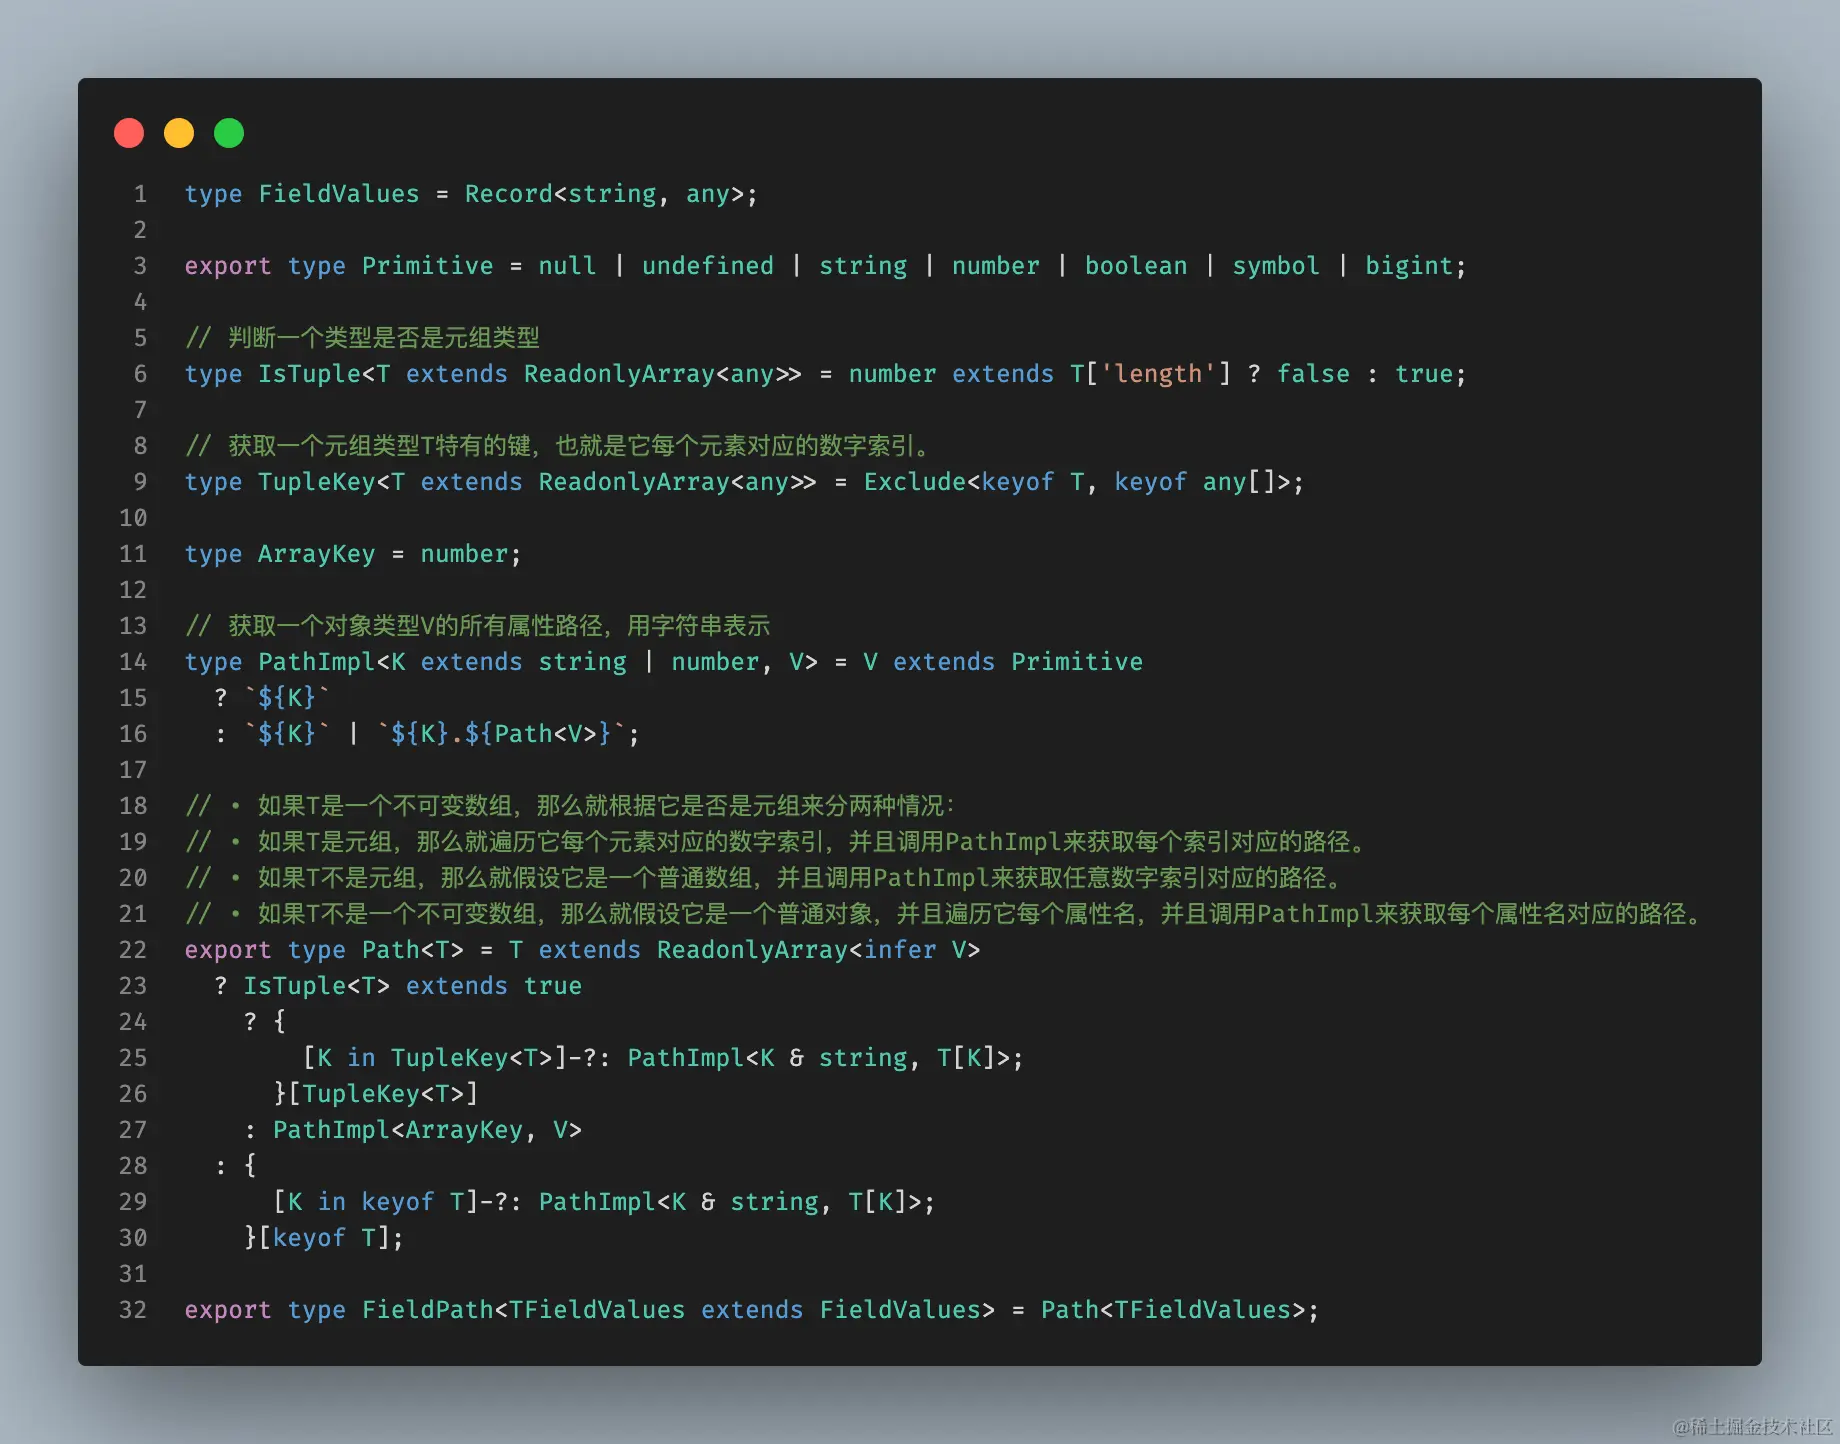 1 type FieldValues = Record<string, any>;
2
3 export type Primitive = null | undefined | string | number | boolean | symbol | bigint;
4
5 // 判断一个类型是否是元组类型
6 type IsTuple<T extends ReadonlyArray<any>> = number extends T['length'] ? false : true;
7
8 // 获取一个元组类型T特有的键，也就是它每个元素对应的数字索引。
9 type TupleKey<T extends ReadonlyArray<any>> = Exclude<keyof T, keyof any[]>;
10
11 type ArrayKey = number;
12
13 // 获取一个对象类型V的所有属性路径，用字符串表示
14 type PathImpl<K extends string | number, V> = V extends Primitive
15   ? `${K}`
16   : `${K}` | `${K}.${Path<V>}`;
17
18 // • 如果T是一个不可变数组，那么就根据它是否是元组来分两种情况：
19 // • 如果T是元组，那么就遍历它每个元素对应的数字索引，并且调用PathImpl来获取每个索引对应的路径。
20 // • 如果T不是元组，那么就假设它是一个普通数组，并且调用PathImpl来获取任意数字索引对应的路径。
21 // • 如果T不是一个不可变数组，那么就假设它是一个普通对象，并且遍历它每个属性名，并且调用PathImpl来获取每个属性名对应的路径。
22 export type Path<T> = T extends ReadonlyArray<infer V>
23   ? IsTuple<T> extends true
24     ? {
25         [K in TupleKey<T>]-?: PathImpl<K & string, T[K]>;
26       }[TupleKey<T>]
27     : PathImpl<ArrayKey, V>
28   : {
29       [K in keyof T]-?: PathImpl<K & string, T[K]>;
30     }[keyof T];
31
32 export type FieldPath<TFieldValues extends FieldValues> = Path<TFieldValues>;
@稀土掘金技术社区